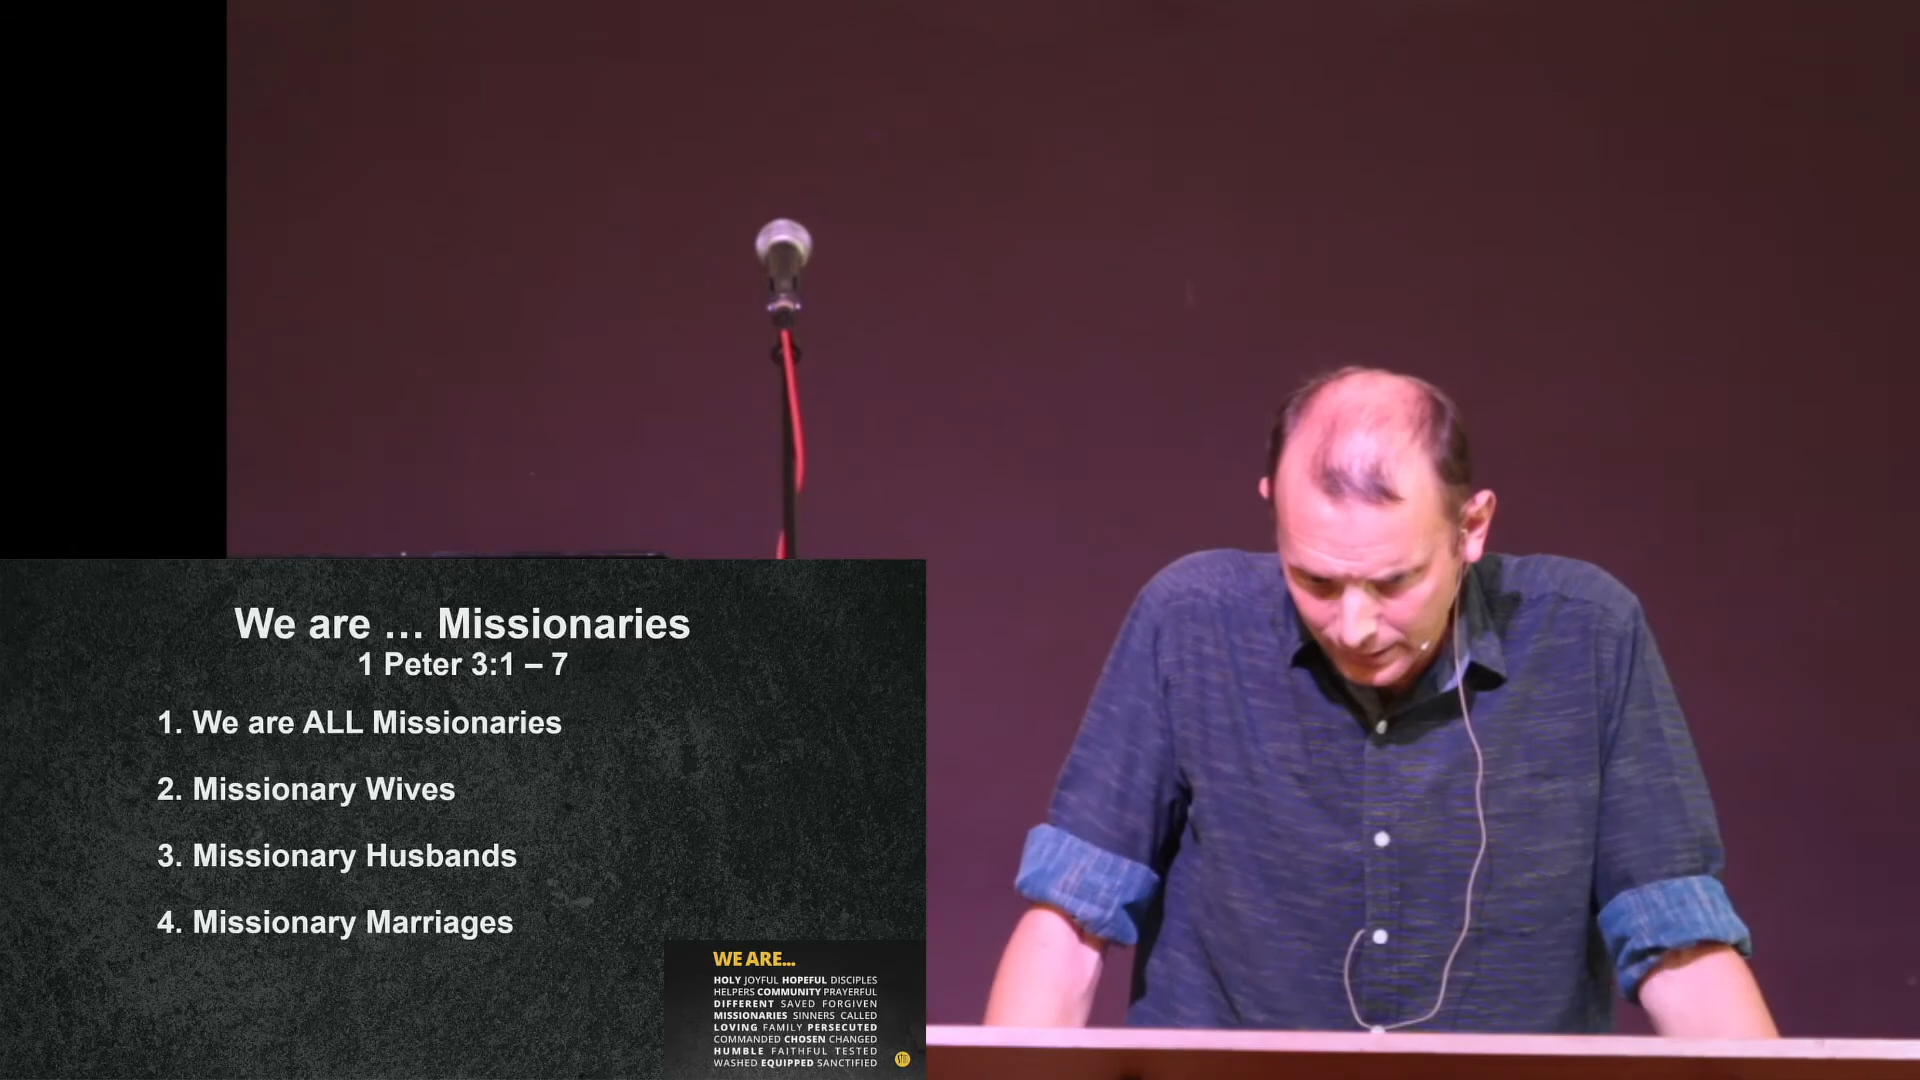 We are … Missionaries
1 Peter 3:1 – 7
1. We are ALL Missionaries
2. Missionary Wives
3. Missionary Husbands
4. Missionary Marriages
WE ARE...
HOLY JOYFUL HOPEFUL DISCIPLES
HELPERS COMMUNITY PRAYERFUL
DIFFERENT SAVED FORGIVEN
MISSIONARIES SINNERS CALLED
LOVING FAMILY PERSECUTED
COMMANDED CHOSEN CHANGED
HUMBLE FAITHFUL TESTED
WASHED EQUIPPED SANCTIFIED